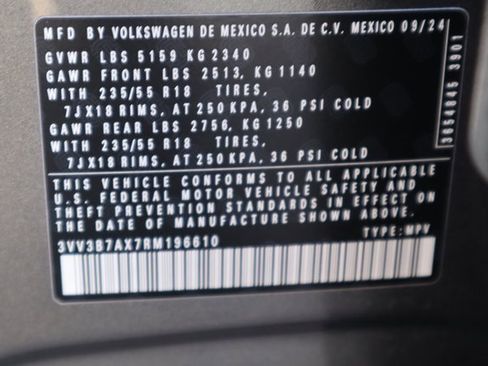 MFD BY VOLKSWAGEN DE MEXICO S.A. DE C.V. MEXICO 09/24
GVWR LBS 5159 KG 2340
GAWR FRONT LBS 2513, KG 1140
WITH 235/55 R18 TIRES,
7JX18 RIMS, AT 250 KPA, 36 PSI COLD
GAWR REAR LBS 2756, KG 1250
WITH 235/55 R18 TIRES,
7JX18 RIMS, AT 250 KPA, 36 PSI COLD
THIS VEHICLE CONFORMS TO ALL APPLICABLE
U.S. FEDERAL MOTOR VEHICLE SAFETY AND
THEFT PREVENTION STANDARDS IN EFFECT ON
THE DATE OF MANUFACTURE SHOWN ABOVE
3VV3B7AX7RM196610 TYPE: MPV
3654845 3901